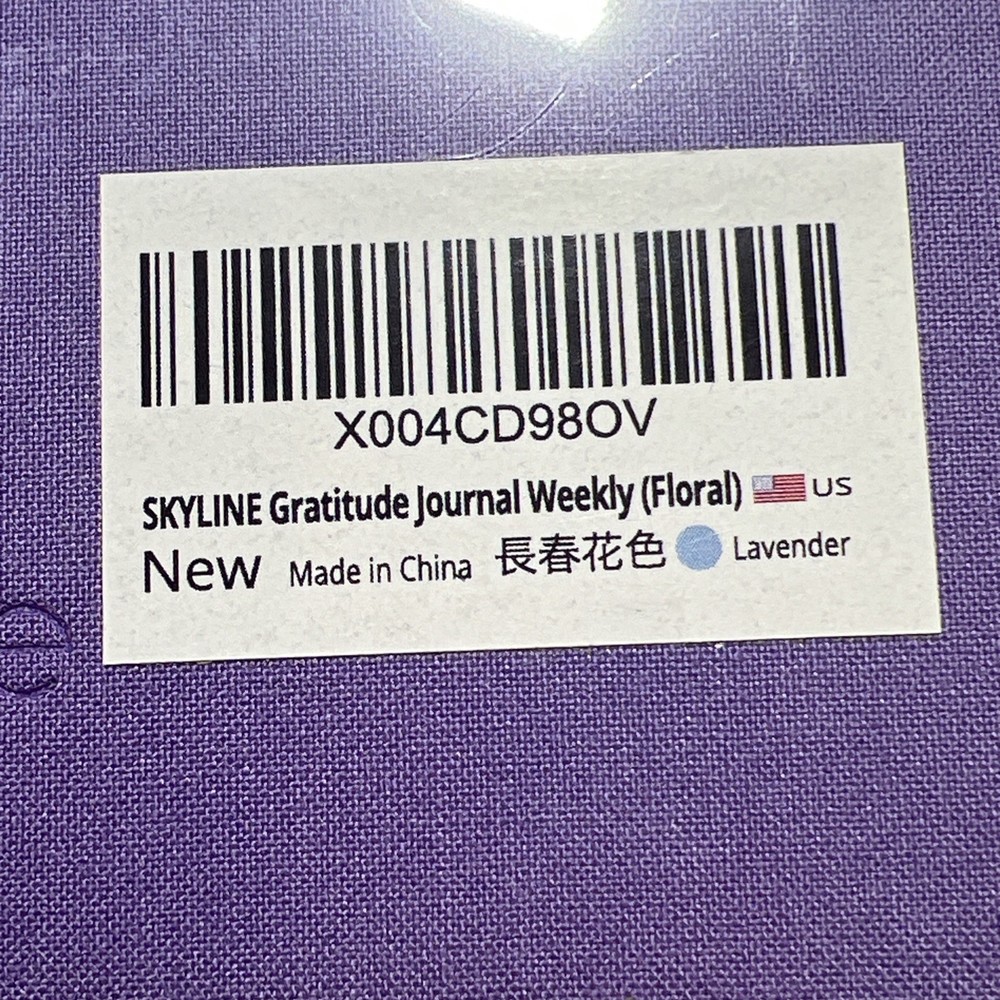 X004CD98OV
SKYLINE Gratitude Journal Weekly (Floral) US
New Made in China 長春花色 Lavender